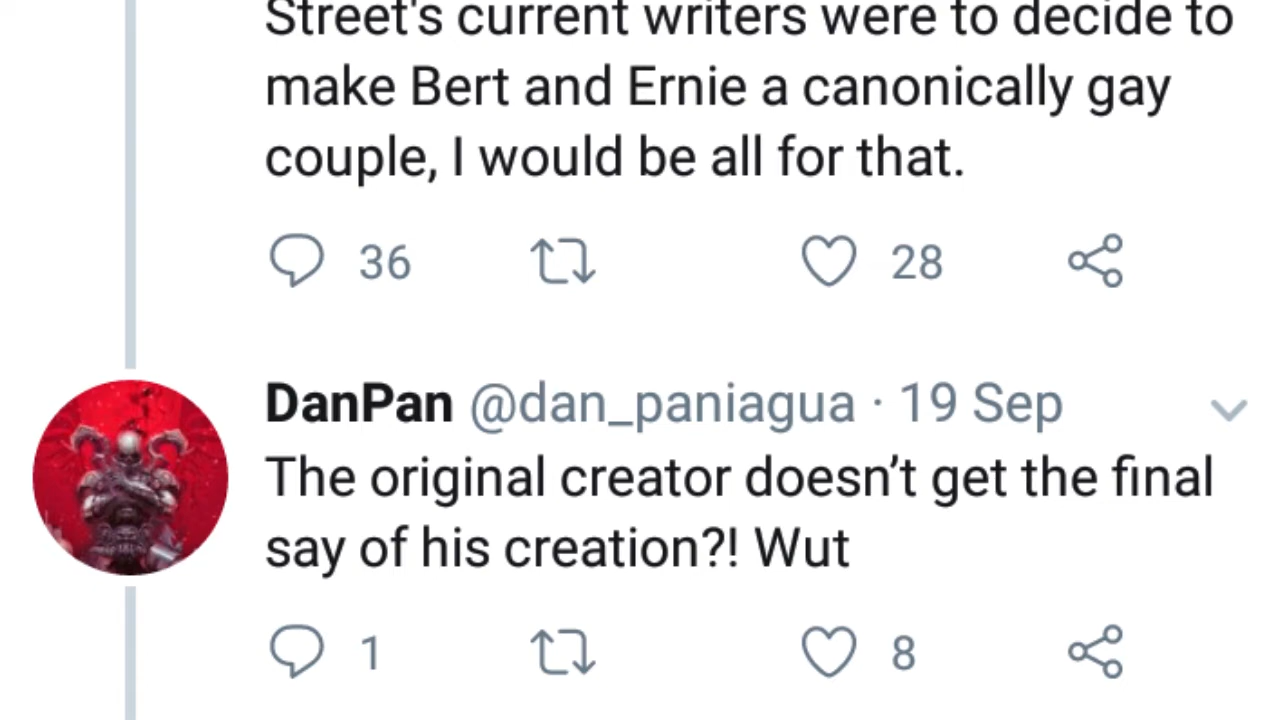 Street's current writers were to decide to
make Bert and Ernie a canonically gay
couple, I would be all for that.
36 28
DanPan @dan_paniagua · 19 Sep
The original creator doesn’t get the final
say of his creation?! Wut
1 8